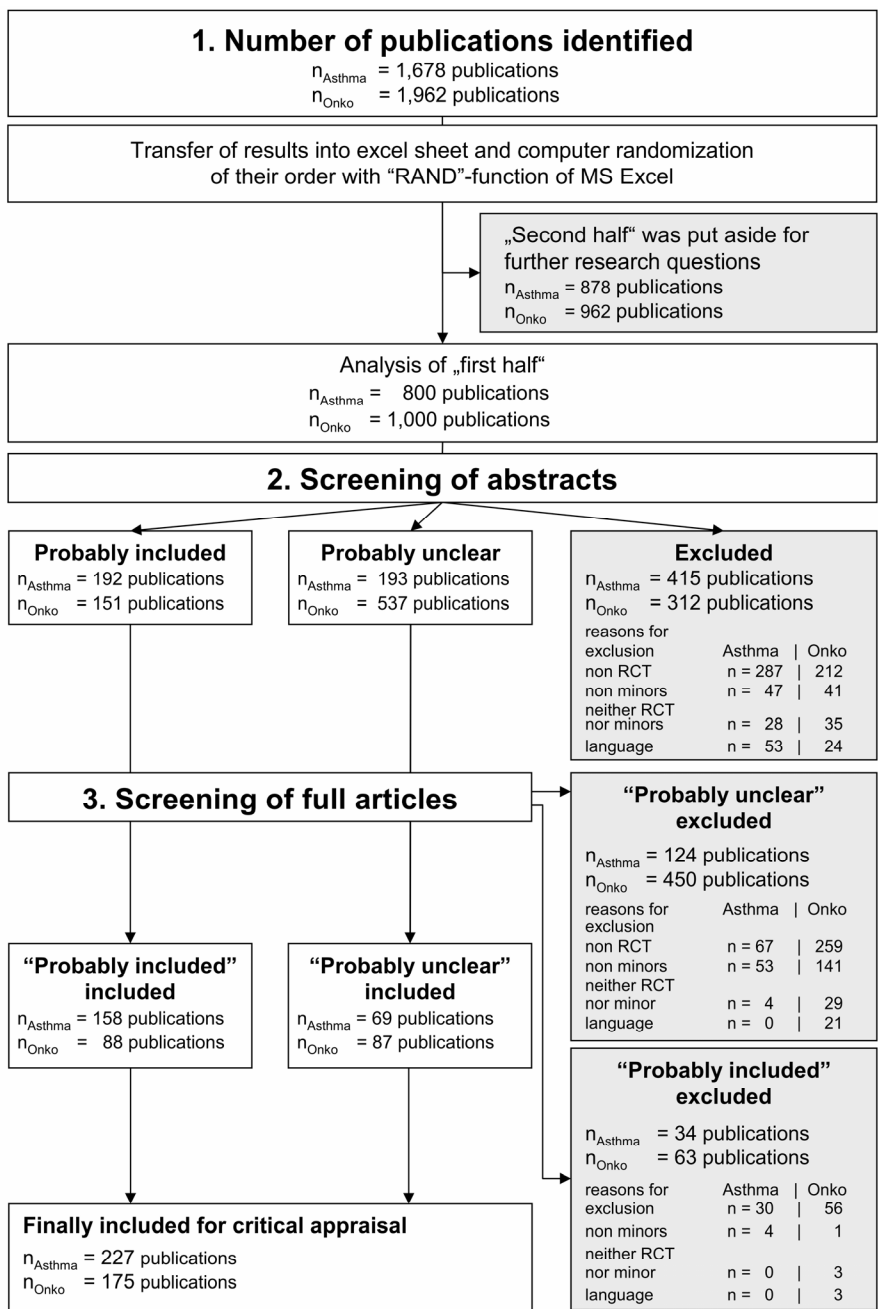 1. Number of publications identified
nAsthma = 1,678 publications
nOnko = 1,962 publications
Transfer of results into excel sheet and computer randomization
of their order with “RAND”-function of MS Excel
„Second half“ was put aside for
further research questions
nAsthma = 878 publications
nOnko = 962 publications
Analysis of „first half“
nAsthma = 800 publications
nOnko = 1,000 publications
2. Screening of abstracts
Probably included
nAsthma = 192 publications
nOnko = 151 publications
Probably unclear
nAsthma = 193 publications
nOnko = 537 publications
Excluded
nAsthma = 415 publications
nOnko = 312 publications
reasons for
exclusion Asthma | Onko
non RCT n = 287 | 212
non minors n = 47 | 41
neither RCT
nor minors n = 28 | 35
language n = 53 | 24
3. Screening of full articles
“Probably unclear”
excluded
nAsthma = 124 publications
nOnko = 450 publications
reasons for Asthma | Onko
exclusion
non RCT n = 67 | 259
non minors n = 53 | 141
neither RCT
nor minor n = 4 | 29
language n = 0 | 21
“Probably included”
included
nAsthma = 158 publications
nOnko = 88 publications
“Probably unclear”
included
nAsthma = 69 publications
nOnko = 87 publications
“Probably included”
excluded
nAsthma = 34 publications
nOnko = 63 publications
reasons for Asthma | Onko
exclusion n = 30 | 56
non minors n = 4 | 1
neither RCT
nor minor n = 0 | 3
language n = 0 | 3
Finally included for critical appraisal
nAsthma = 227 publications
nOnko = 175 publications